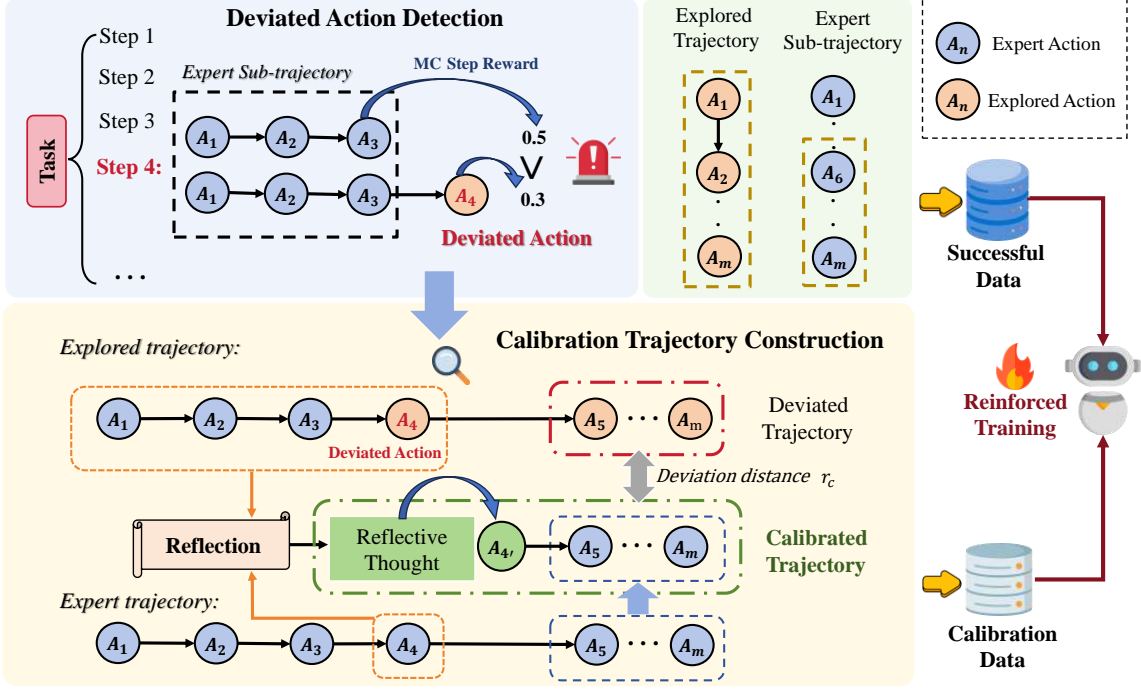 Deviated Action Detection
Task
Step 1
Step 2
Step 3
Step 4:
...
Expert Sub-trajectory
MC Step Reward
A1
A2
A3
0.5
0.3
A1
A2
A3
A4
Deviated Action
Explored
Trajectory
A1
A2
Am
Expert
Sub-trajectory
A1
A6
Am
An Expert Action
An Explored Action
Successful
Data
Reinforced
Training
Calibration
Data
Calibration Trajectory Construction
Explored trajectory:
A1
A2
A3
A4
Deviated Action
A5 ... Am
Deviated
Trajectory
Deviation distance rc
Reflection
Reflective
Thought
A4′
A5 ... Am
Calibrated
Trajectory
Expert trajectory:
A1
A2
A3
A4
A5 ... Am